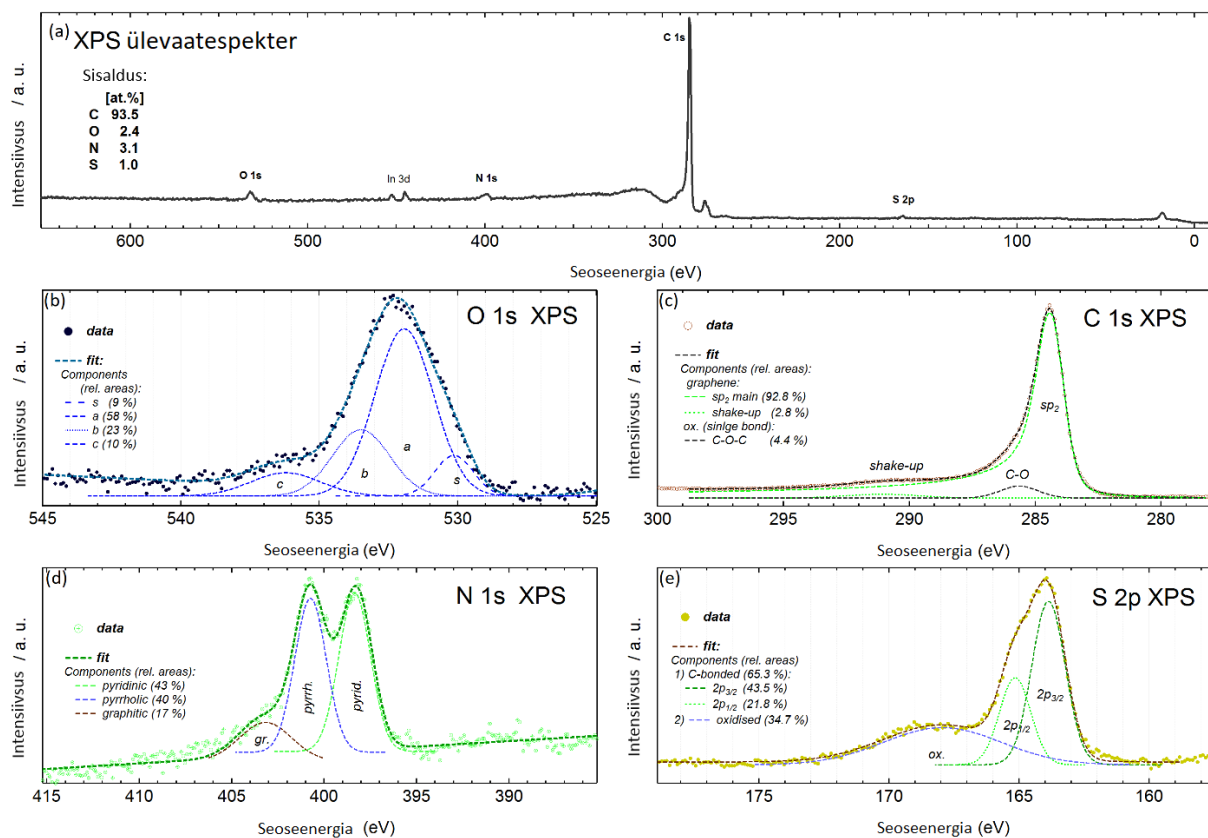 (a) XPS ülevaatespekter
Sisaldus:
[at.%]
C 93.5
O 2.4
N 3.1
S 1.0
O 1s
In 3d
N 1s
C 1s
S 2p
Intensiivsus / a. u.
600 500 400 300 200 100 0
Seoseenergia (eV)
(b)
O 1s XPS
data
fit:
Components
(rel. areas):
s (9 %)
a (58 %)
b (23 %)
c (10 %)
a
b
c
s
Intensiivsus / a. u.
545 540 535 530 525
Seoseenergia (eV)
(c)
C 1s XPS
data
fit
Components (rel. areas):
graphene:
sp2 main (92.8 %)
shake-up (2.8 %)
ox. (sinlge bond):
C-O-C (4.4 %)
sp2
shake-up
C-O
Intensiivsus / a. u.
300 295 290 285 280
Seoseenergia (eV)
(d)
N 1s XPS
data
fit
Components (rel. areas):
pyridinic (43 %)
pyrrholic (40 %)
graphitic (17 %)
pyrrh.
pyrid.
gr.
Intensiivsus / a. u.
415 410 405 400 395 390
Seoseenergia (eV)
(e)
S 2p XPS
data
fit:
Components (rel. areas)
1) C-bonded (65.3 %):
2p3/2 (43.5 %)
2p1/2 (21.8 %)
2) oxidised (34.7 %)
2p3/2
2p1/2
ox.
Intensiivsus / a. u.
175 170 165 160
Seoseenergia (eV)